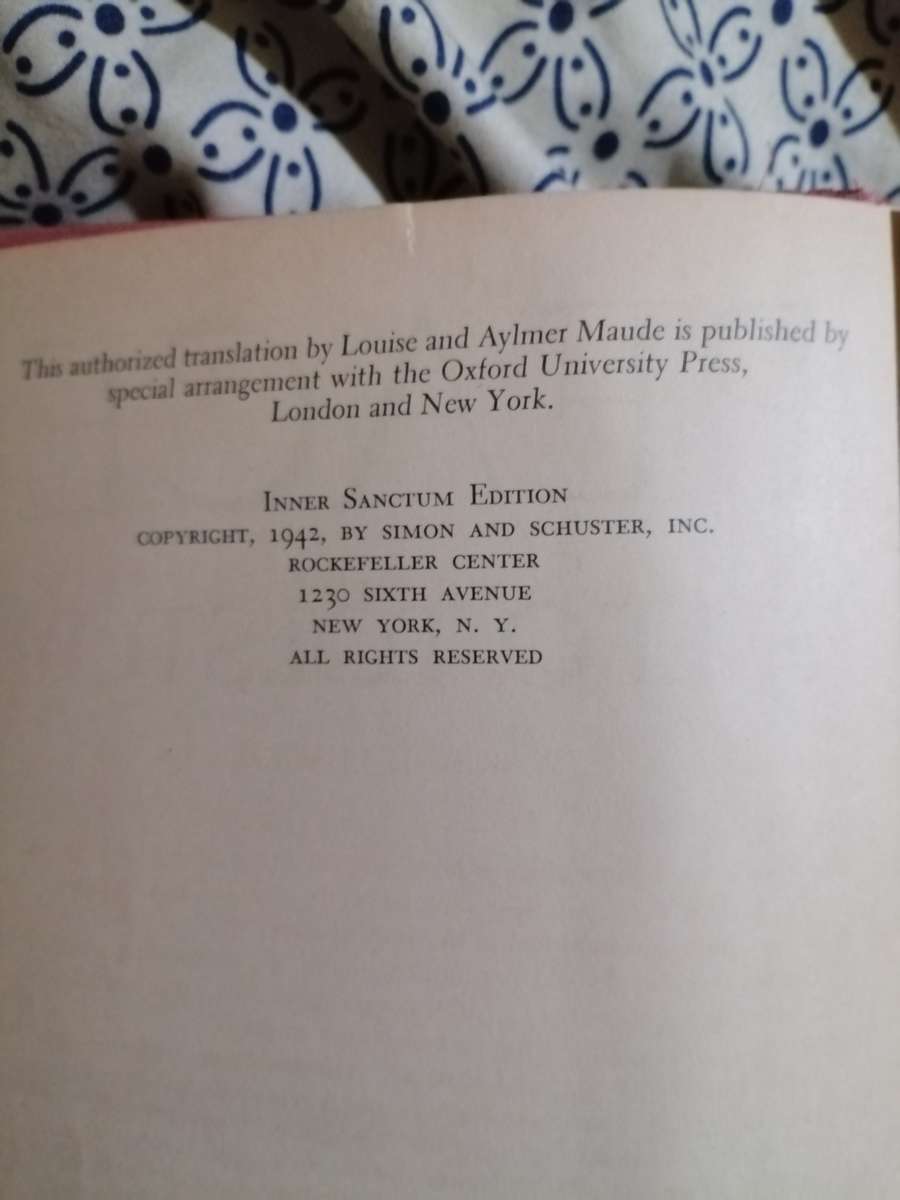 This authorized translation by Louise and Aylmer Maude is published by
special arrangement with the Oxford University Press,
London and New York.
Inner Sanctum Edition
COPYRIGHT, 1942, BY SIMON AND SCHUSTER, INC.
ROCKEFELLER CENTER
1230 SIXTH AVENUE
NEW YORK, N. Y.
ALL RIGHTS RESERVED